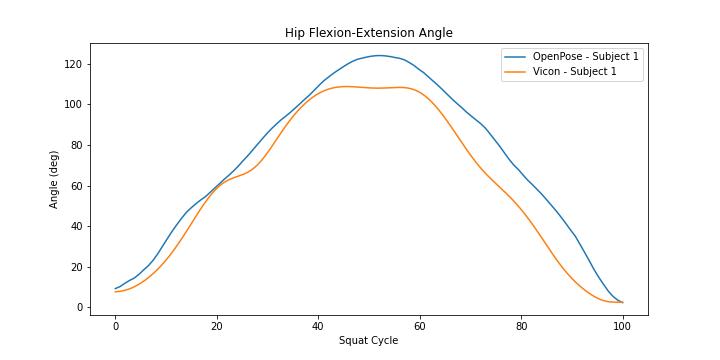 Hip Flexion-Extension Angle
OpenPose - Subject 1
Vicon - Subject 1
Angle (deg)
120
100
80
60
40
20
0
0 20 40 60 80 100
Squat Cycle